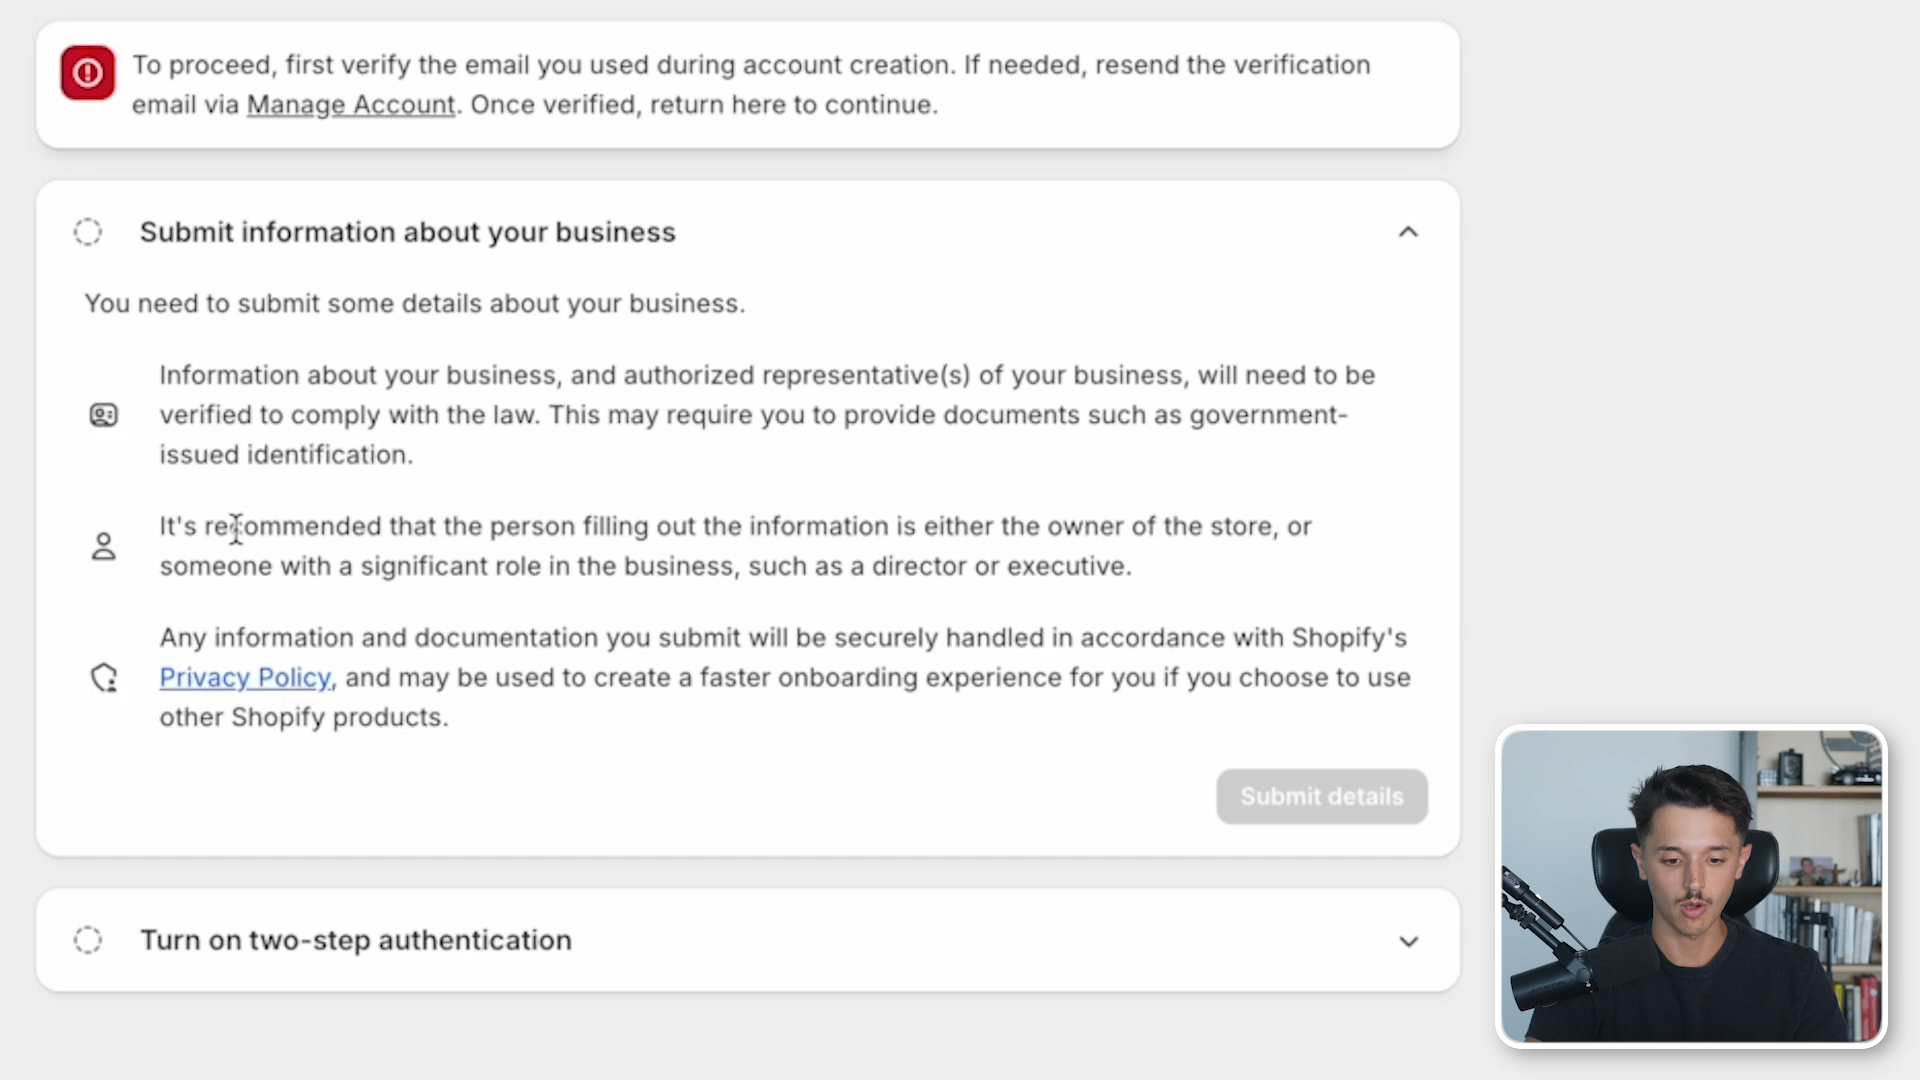 To proceed, first verify the email you used during account creation. If needed, resend the verification
email via Manage Account. Once verified, return here to continue.
Submit information about your business
You need to submit some details about your business.
Information about your business, and authorized representative(s) of your business, will need to be
verified to comply with the law. This may require you to provide documents such as government-
issued identification.
It's recommended that the person filling out the information is either the owner of the store, or
someone with a significant role in the business, such as a director or executive.
Any information and documentation you submit will be securely handled in accordance with Shopify's
Privacy Policy, and may be used to create a faster onboarding experience for you if you choose to use
other Shopify products.
Submit details
Turn on two-step authentication